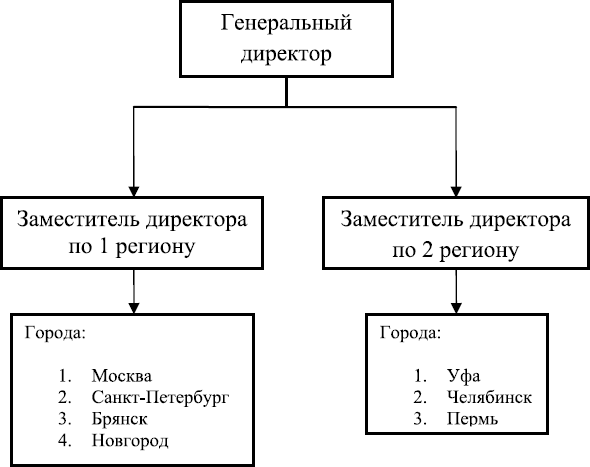 Генеральный
директор
Заместитель директора
по 1 региону
Заместитель директора
по 2 региону
Города:
1. Москва
2. Санкт-Петербург
3. Брянск
4. Новгород
Города:
1. Уфа
2. Челябинск
3. Пермь